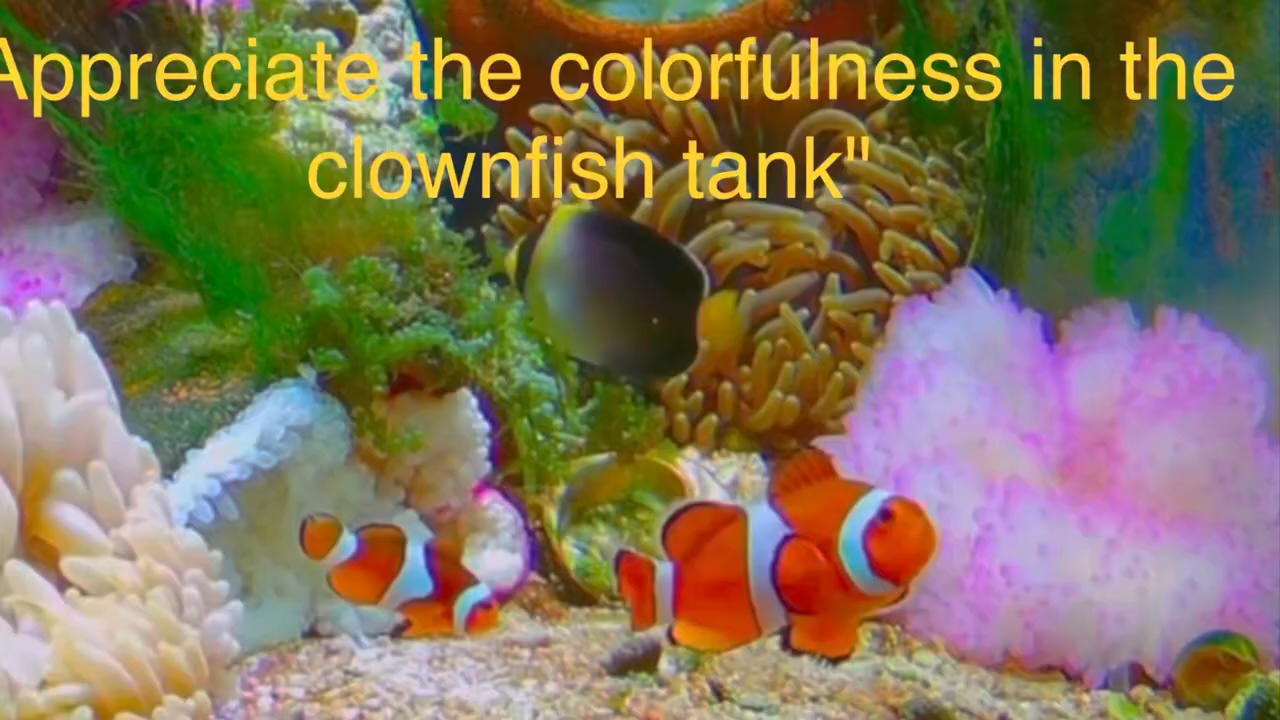 Appreciate the colorfulness in the
clownfish tank"